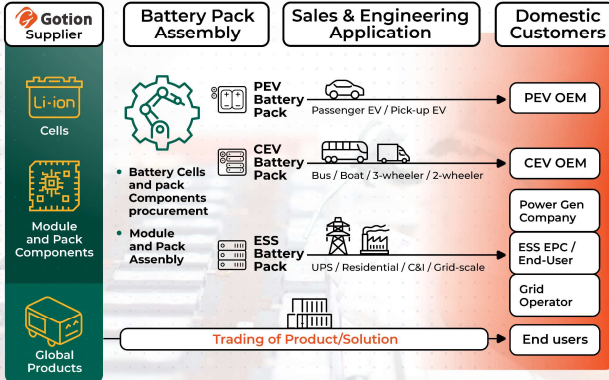 Gotion
Supplier
Battery Pack
Assembly
Sales & Engineering
Application
Domestic
Customers
Li-ion
Cells
Module
and Pack
Components
Global
Products
• Battery Cells
and pack
Components
procurement
• Module
and Pack
Assenbly
PEV
Battery
Pack
Passenger EV / Pick-up EV
PEV OEM
CEV
Battery
Pack
Bus / Boat / 3-wheeler / 2-wheeler
CEV OEM
ESS
Battery
Pack
UPS / Residential / C&I / Grid-scale
Power Gen
Company
ESS EPC /
End-User
Grid
Operator
Trading of Product/Solution
End users